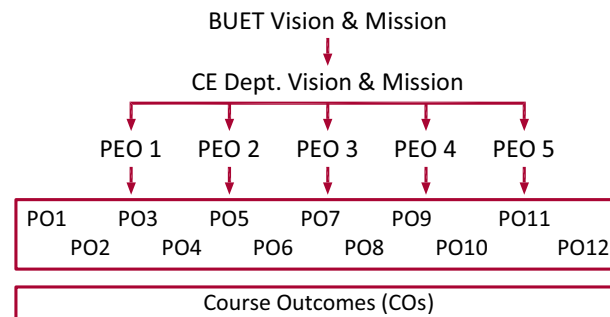 BUET Vision & Mission
CE Dept. Vision & Mission
PEO 1 PEO 2 PEO 3 PEO 4 PEO 5
PO1 PO3 PO5 PO7 PO9 PO11
PO2 PO4 PO6 PO8 PO10 PO12
Course Outcomes (COs)